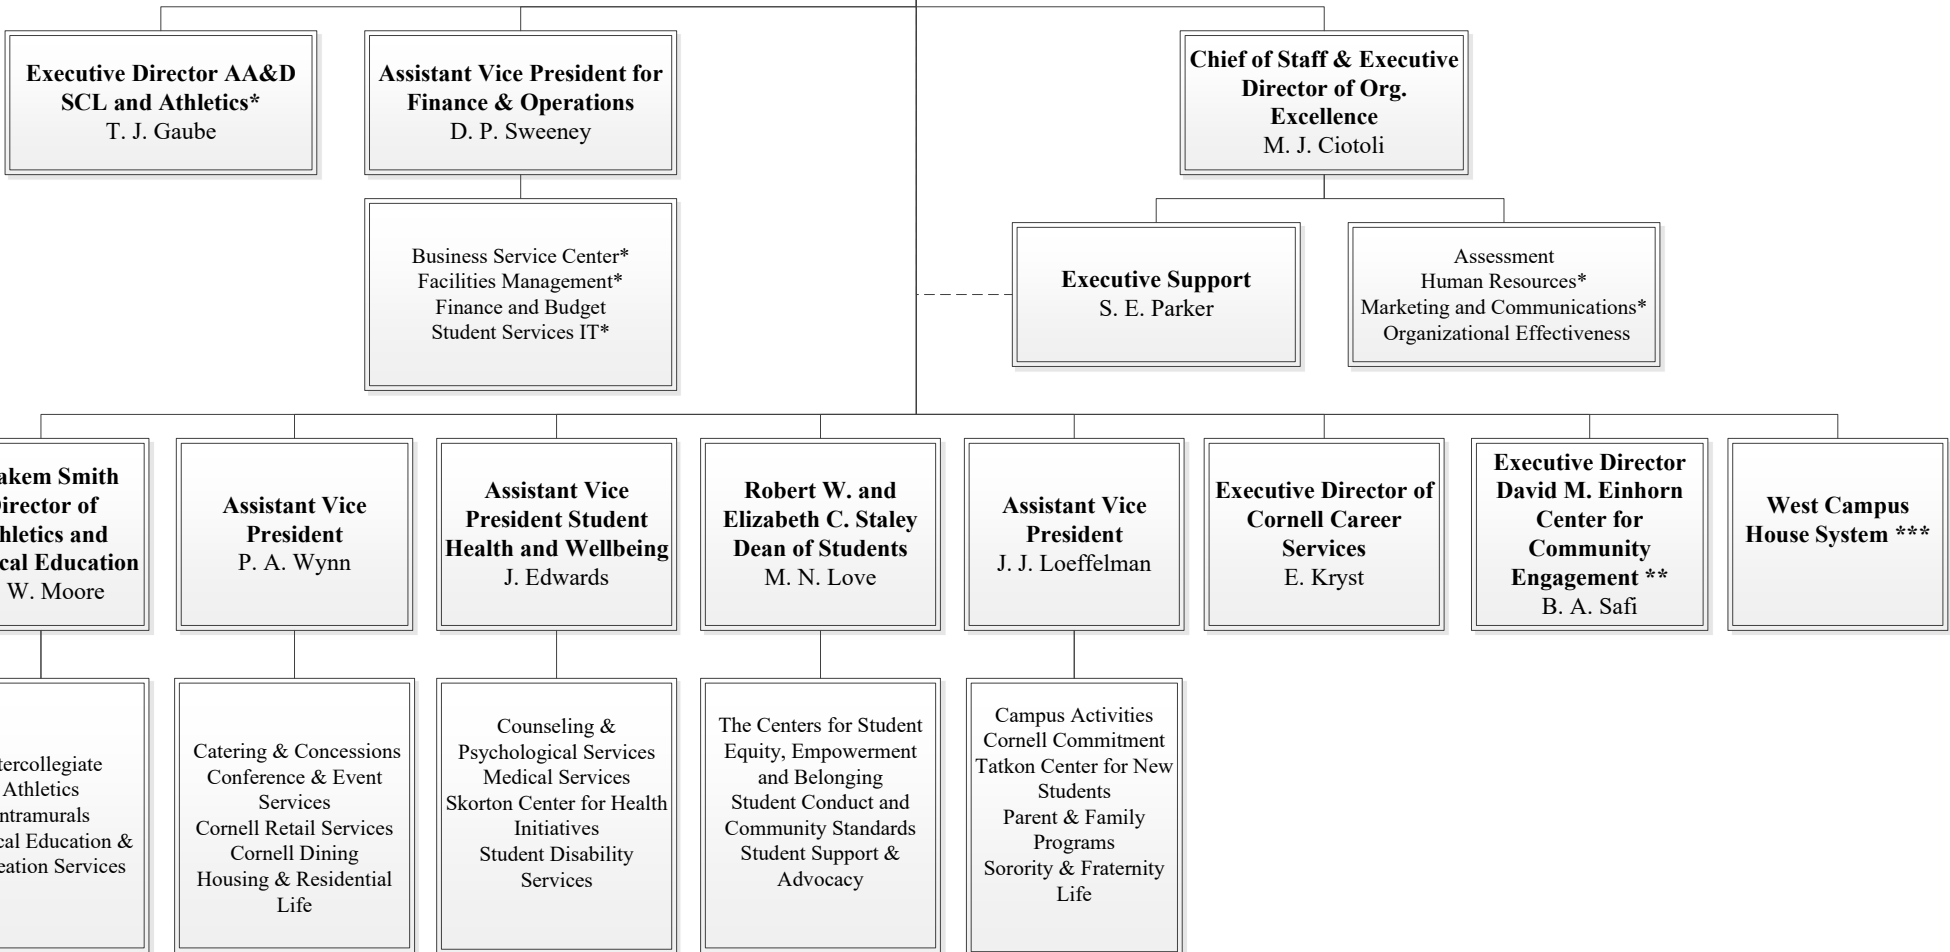 Executive Director AA&D
SCL and Athletics*
T. J. Gaube
Assistant Vice President for
Finance & Operations
D. P. Sweeney
Chief of Staff & Executive
Director of Org.
Excellence
M. J. Ciotoli
Business Service Center*
Facilities Management*
Finance and Budget
Student Services IT*
Executive Support
S. E. Parker
Assessment
Human Resources*
Marketing and Communications*
Organizational Effectiveness
Smith
of
and
Education
W. Moore
Assistant Vice
President
P. A. Wynn
Assistant Vice
President Student
Health and Wellbeing
J. Edwards
Robert W. and
Elizabeth C. Staley
Dean of Students
M. N. Love
Assistant Vice
President
J. J. Loeffelman
Executive Director of
Cornell Career
Services
E. Kryst
Executive Director
David M. Einhorn
Center for
Community
Engagement **
B. A. Safi
West Campus
House System ***
Athletics
Education &
Services
Catering & Concessions
Conference & Event
Services
Cornell Retail Services
Cornell Dining
Housing & Residential
Life
Counseling &
Psychological Services
Medical Services
Skorton Center for Health
Initiatives
Student Disability
Services
The Centers for Student
Equity, Empowerment
and Belonging
Student Conduct and
Community Standards
Student Support &
Advocacy
Campus Activities
Cornell Commitment
Tatkon Center for New
Students
Parent & Family
Programs
Sorority & Fraternity
Life